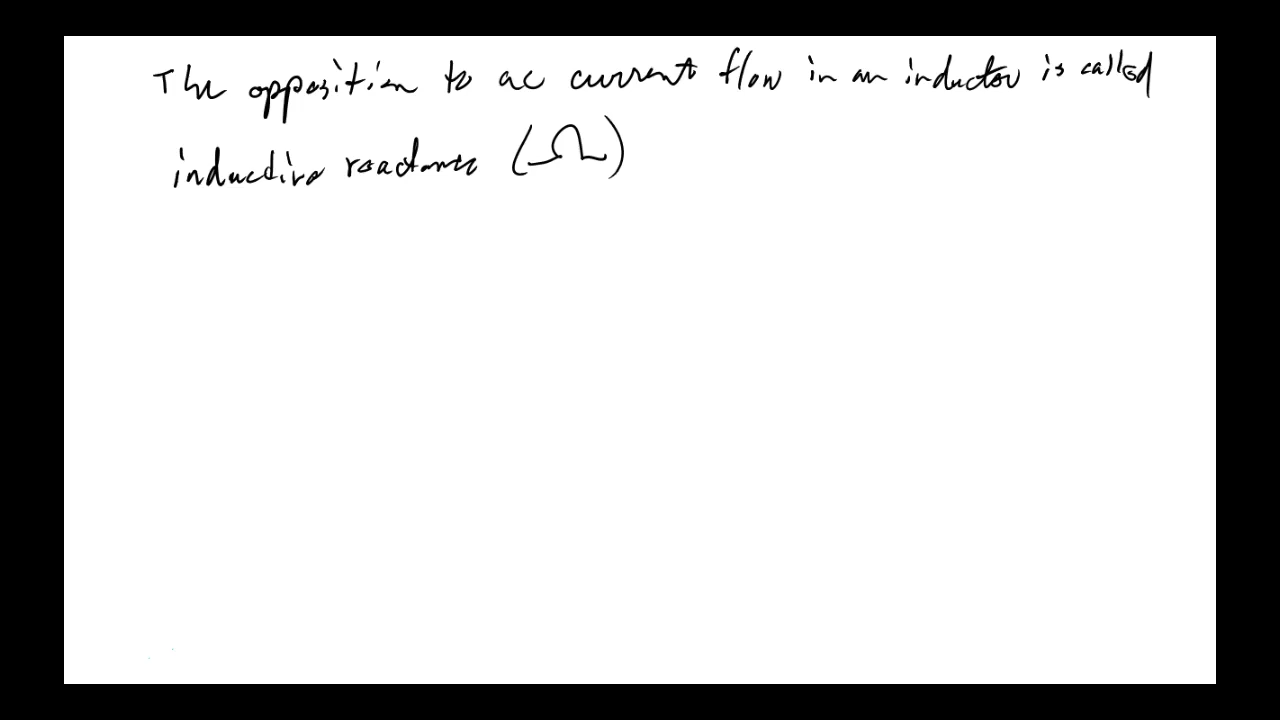 The opposition to ac current flow in an inductor is called
inductive reactance (Ω)